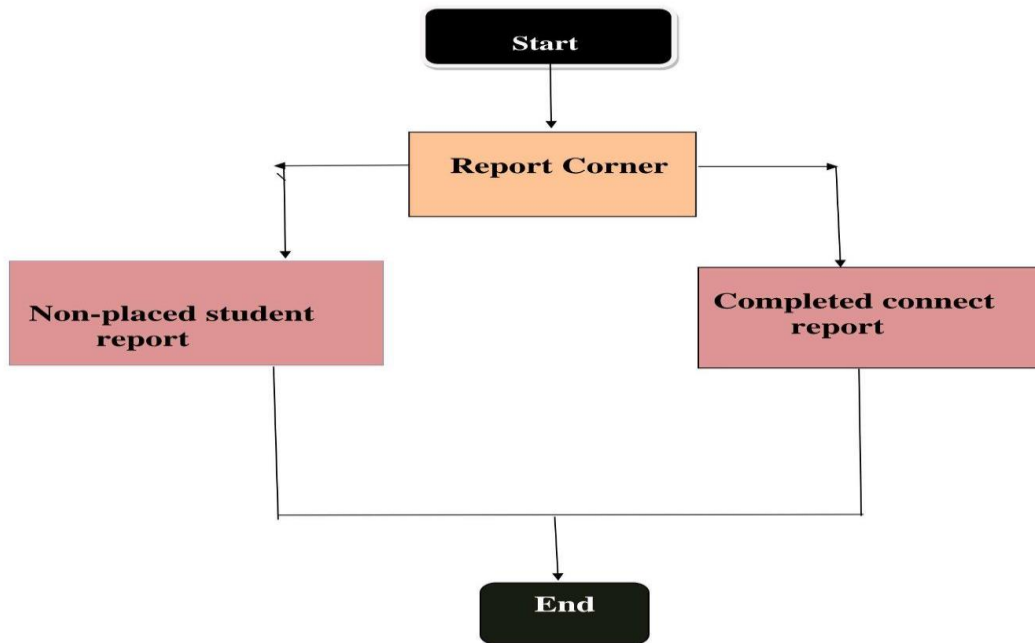 Start
Report Corner
Non-placed student
report
Completed connect
report
End